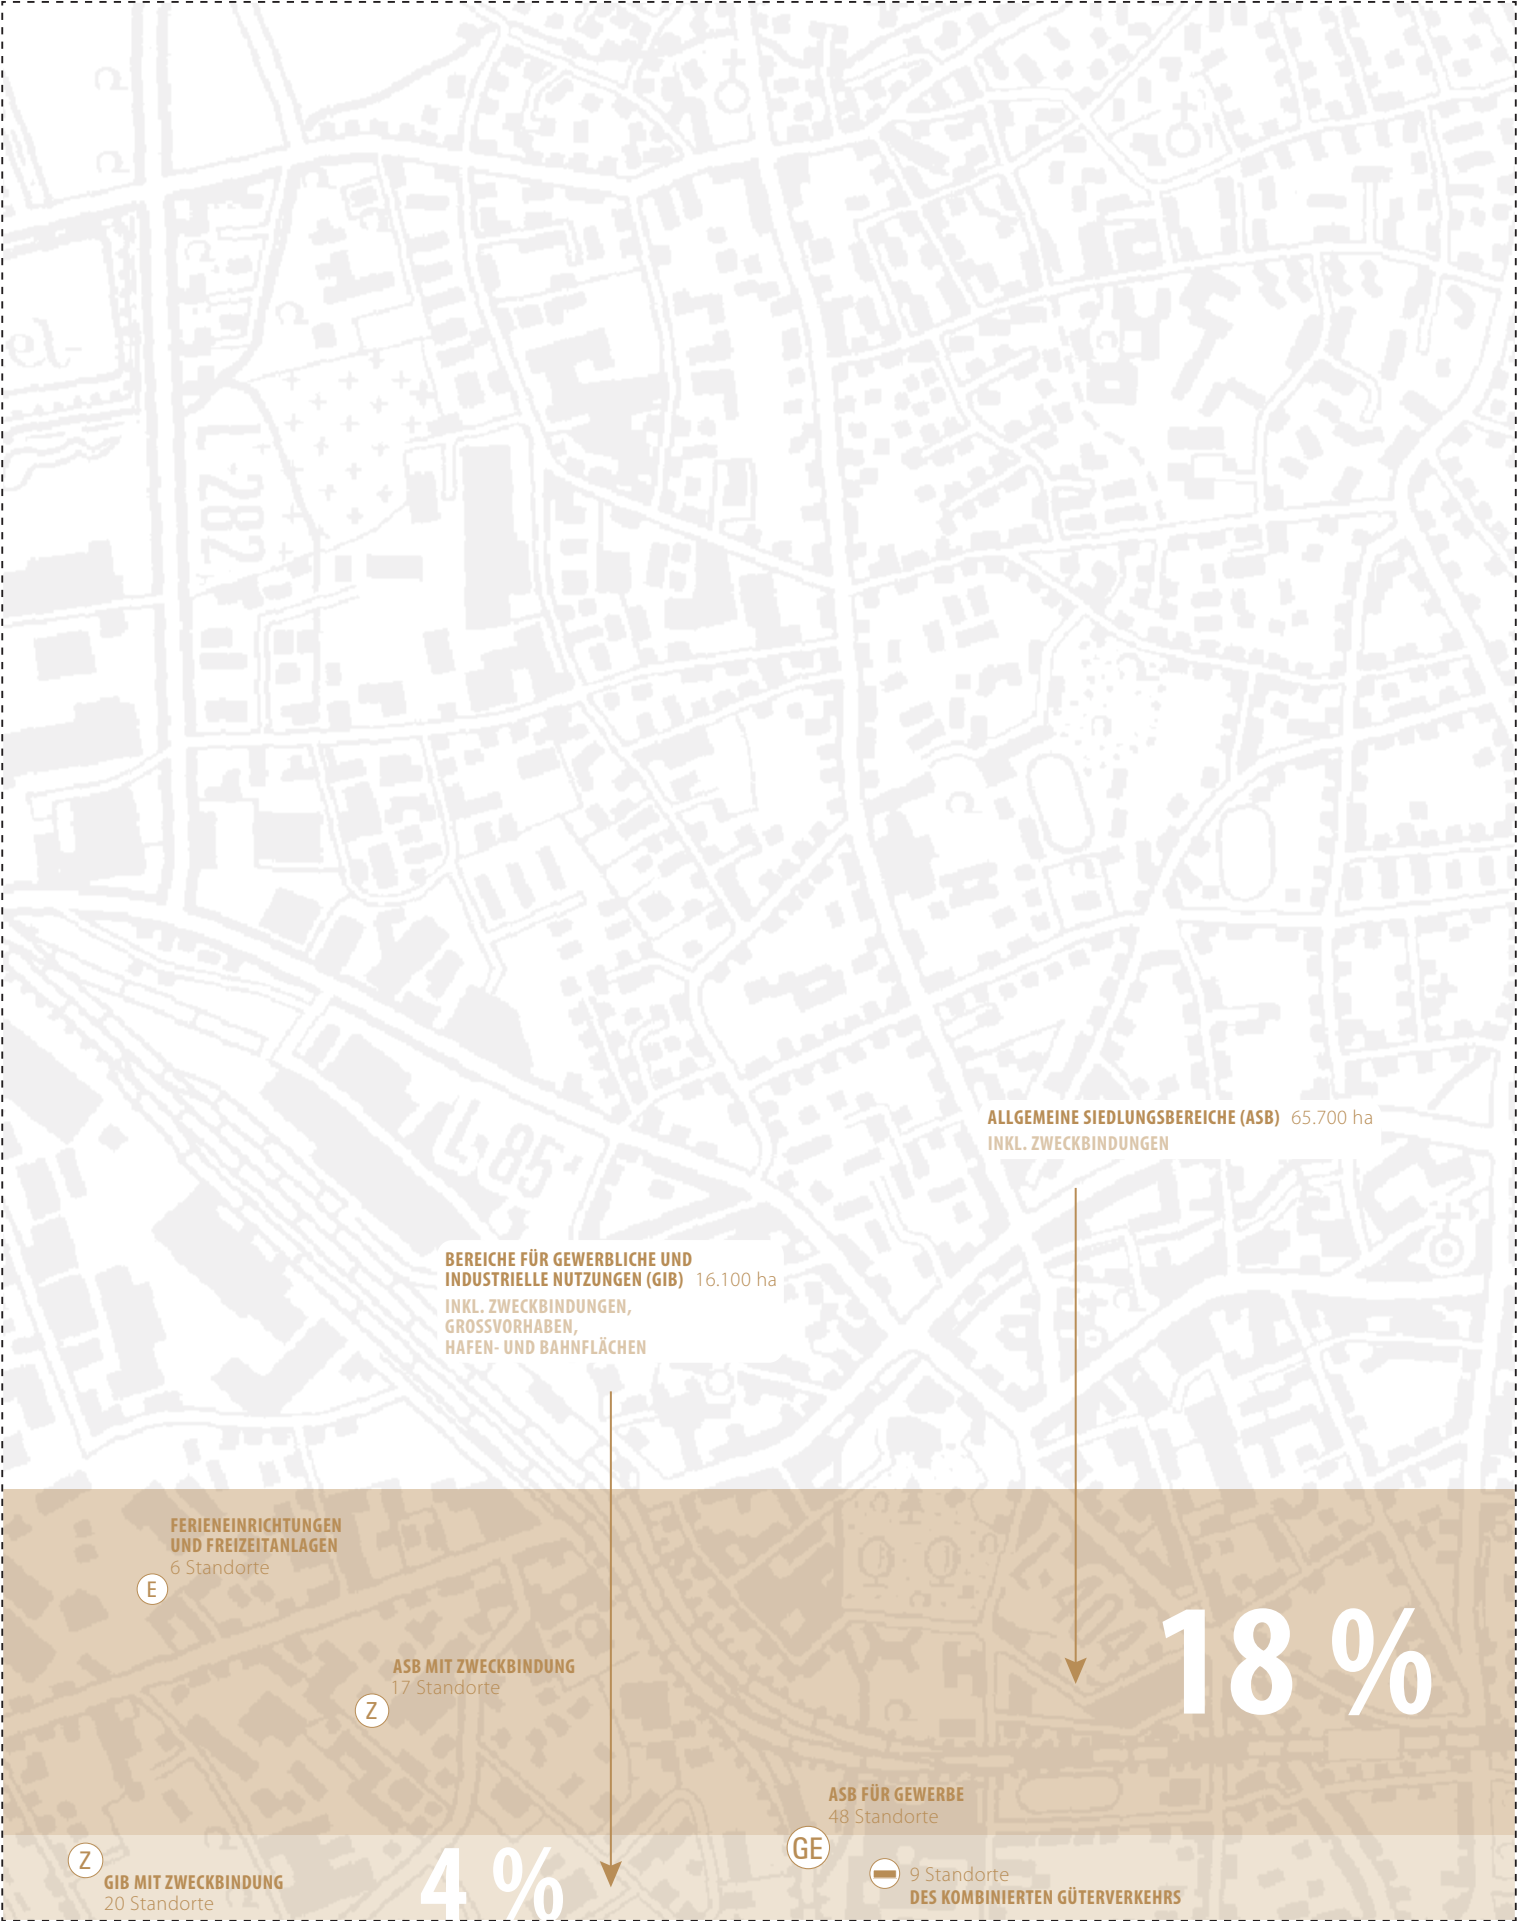 L 282
L 85
ALLGEMEINE SIEDLUNGSBEREICHE (ASB) 65.700 ha
INKL. ZWECKBINDUNGEN
BEREICHE FÜR GEWERBLICHE UND
INDUSTRIELLE NUTZUNGEN (GIB) 16.100 ha
INKL. ZWECKBINDUNGEN,
GROSSVORHABEN,
HAFEN- UND BAHNFLÄCHEN
FERIENEINRICHTUNGEN
UND FREIZEITANLAGEN
6 Standorte
E
18 %
ASB MIT ZWECKBINDUNG
17 Standorte
Z
ASB FÜR GEWERBE
48 Standorte
GE
Z
GIB MIT ZWECKBINDUNG
20 Standorte
4 %
9 Standorte
DES KOMBINIERTEN GÜTERVERKEHRS